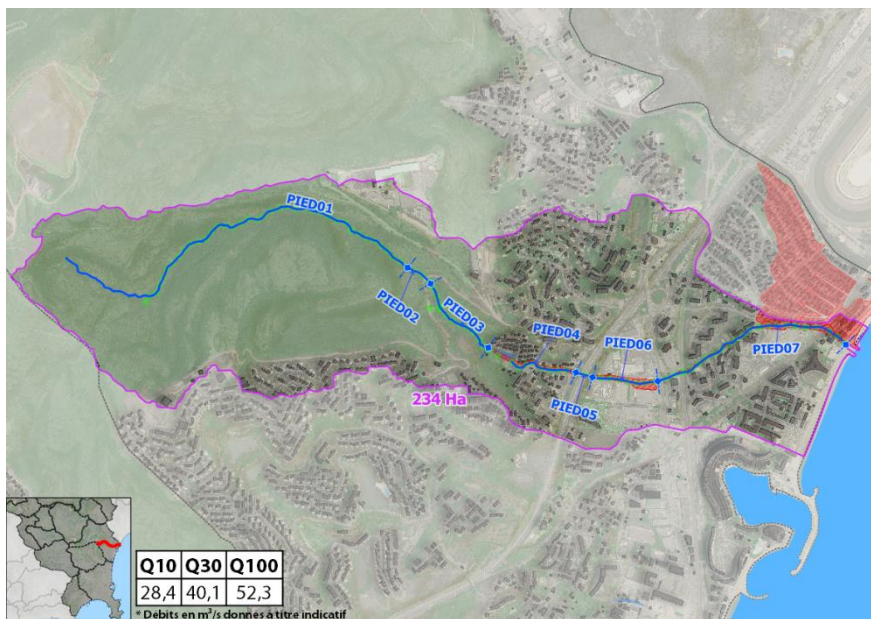 PIED01
PIED02
PIED03
PIED04
PIED06
PIED07
PIED05
234 Ha
Q10 Q30 Q100
28,4 40,1 52,3
* Débits en m³/s donnes à titre indicatif